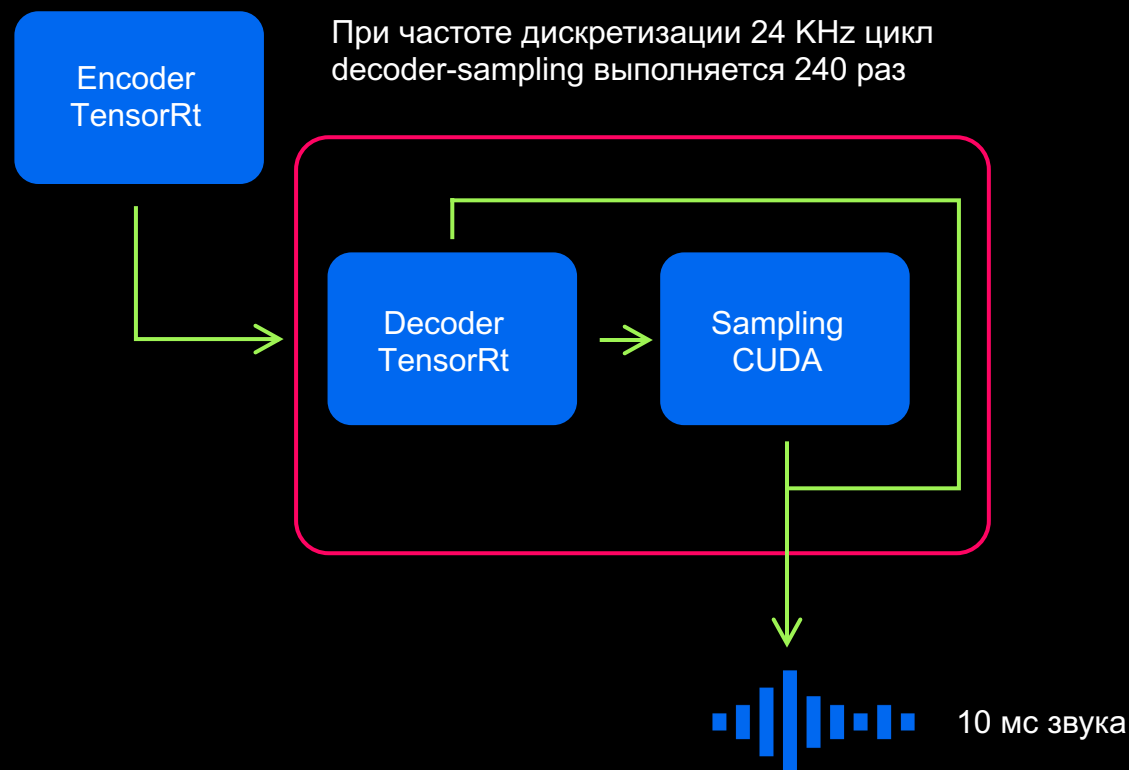 Encoder
TensorRt
При частоте дискретизации 24 KHz цикл
decoder-sampling выполняется 240 раз
Decoder
TensorRt
Sampling
CUDA
10 мс звука